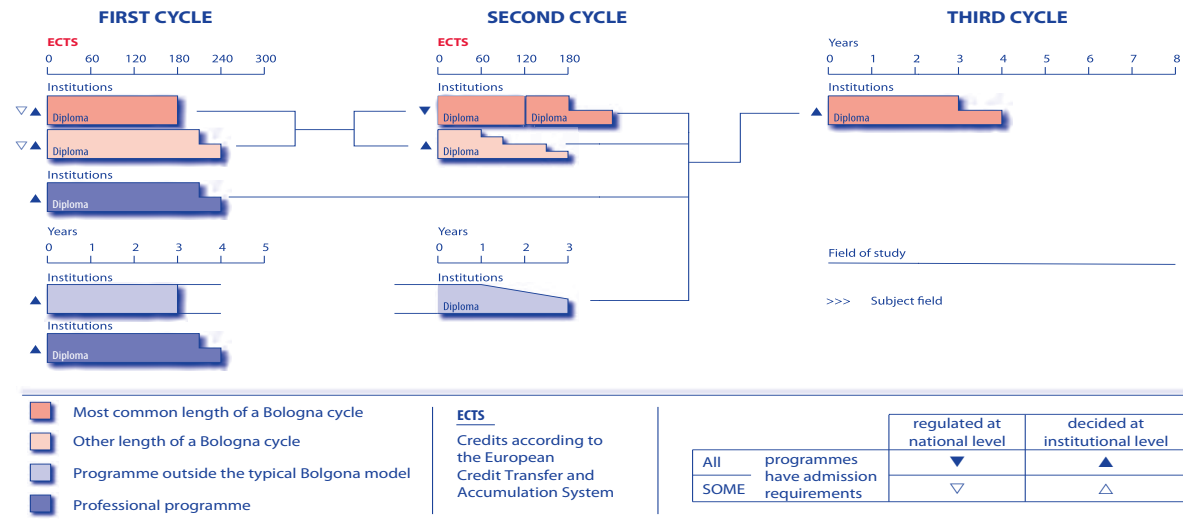 FIRST CYCLE
SECOND CYCLE
THIRD CYCLE
ECTS
0 60 120 180 240 300
Institutions
Diploma
Diploma
Institutions
Diploma
Years
0 1 2 3 4 5
Institutions
Institutions
Diploma
ECTS
0 60 120 180
Institutions
Diploma
Diploma
Diploma
Years
0 1 2 3
Institutions
Diploma
Years
0 1 2 3 4 5 6 7 8
Institutions
Diploma
Field of study
>>> Subject field
Most common length of a Bologna cycle
Other length of a Bologna cycle
Programme outside the typical Bolgona model
Professional programme
ECTS
Credits according to
the European
Credit Transfer and
Accumulation System
regulated at
national level
decided at
institutional level
All
SOME
programmes
have admission
requirements